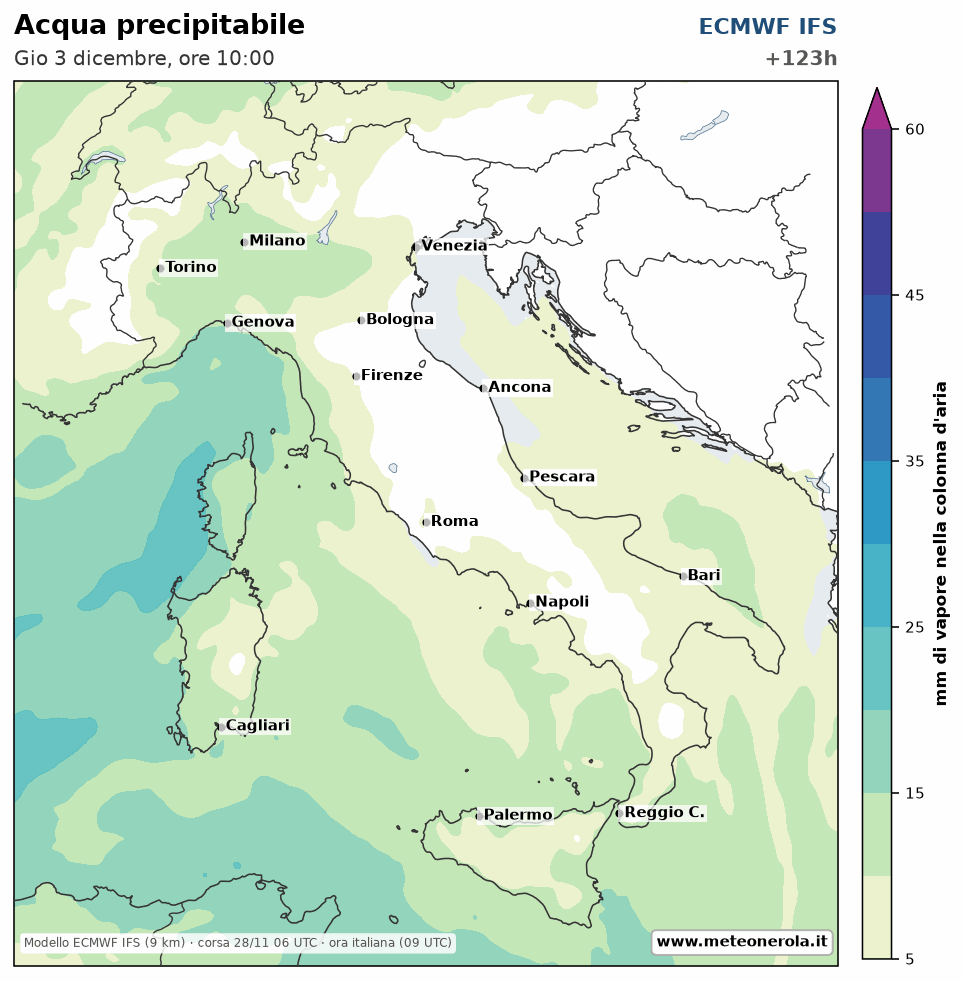 Acqua precipitabile
ECMWF IFS
Gio 3 dicembre, ore 10:00
+123h
60
45
35
25
15
5
mm di vapore nella colonna d'aria
Milano
Venezia
Torino
Genova
Bologna
Firenze
Ancona
Pescara
Roma
Bari
Napoli
Cagliari
Palermo
Reggio C.
Modello ECMWF IFS (9 km) · corsa 28/11 06 UTC · ora italiana (09 UTC)
www.meteonerola.it